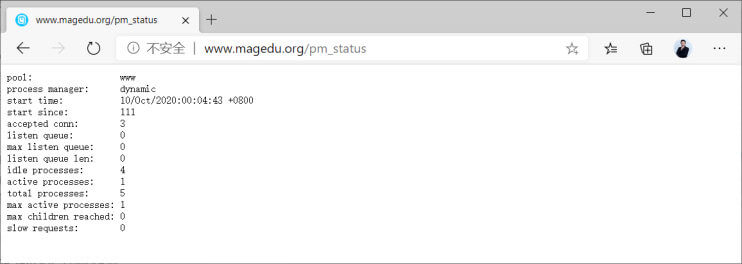 www.magedu.org/pm_status
不安全 | www.magedu.org/pm_status
pool: www
process manager: dynamic
start time: 10/Oct/2020:00:04:43 +0800
start since: 111
accepted conn: 3
listen queue: 0
max listen queue: 0
listen queue len: 0
idle processes: 4
active processes: 1
total processes: 5
max active processes: 1
max children reached: 0
slow requests: 0